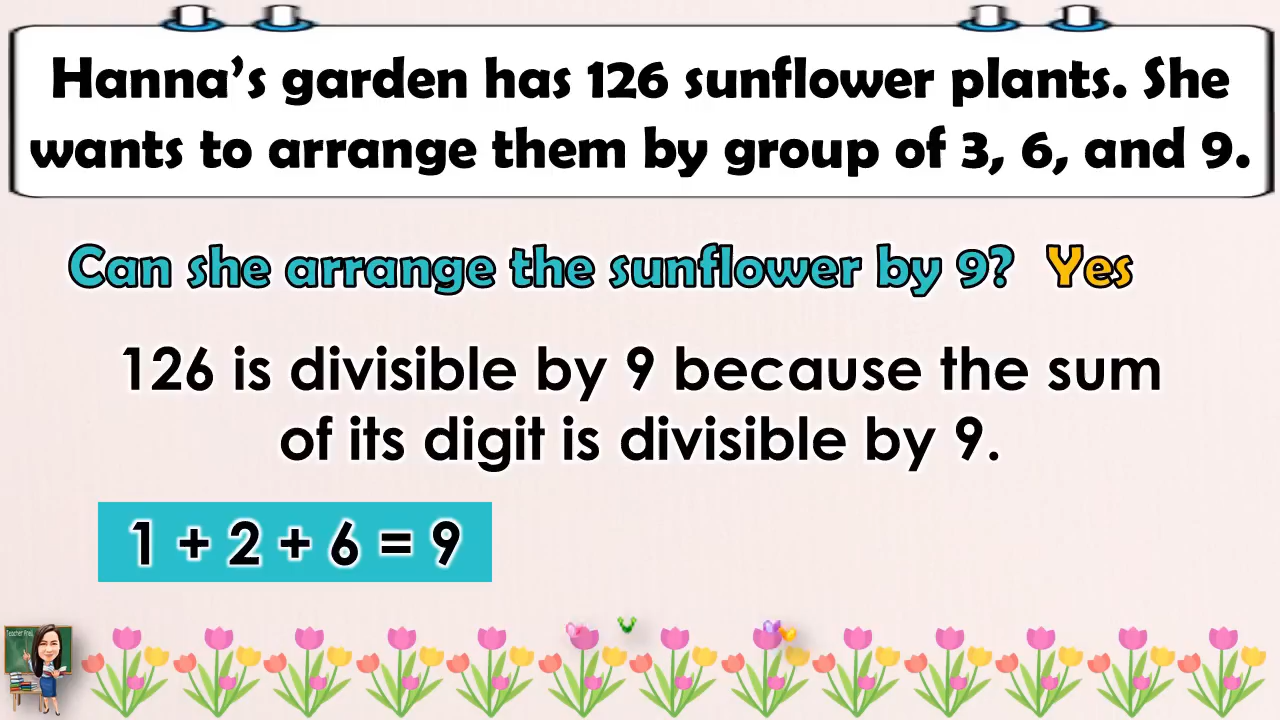 Hanna’s garden has 126 sunflower plants. She
wants to arrange them by group of 3, 6, and 9.
Can she arrange the sunflower by 9? Yes
126 is divisible by 9 because the sum
of its digit is divisible by 9.
1 + 2 + 6 = 9